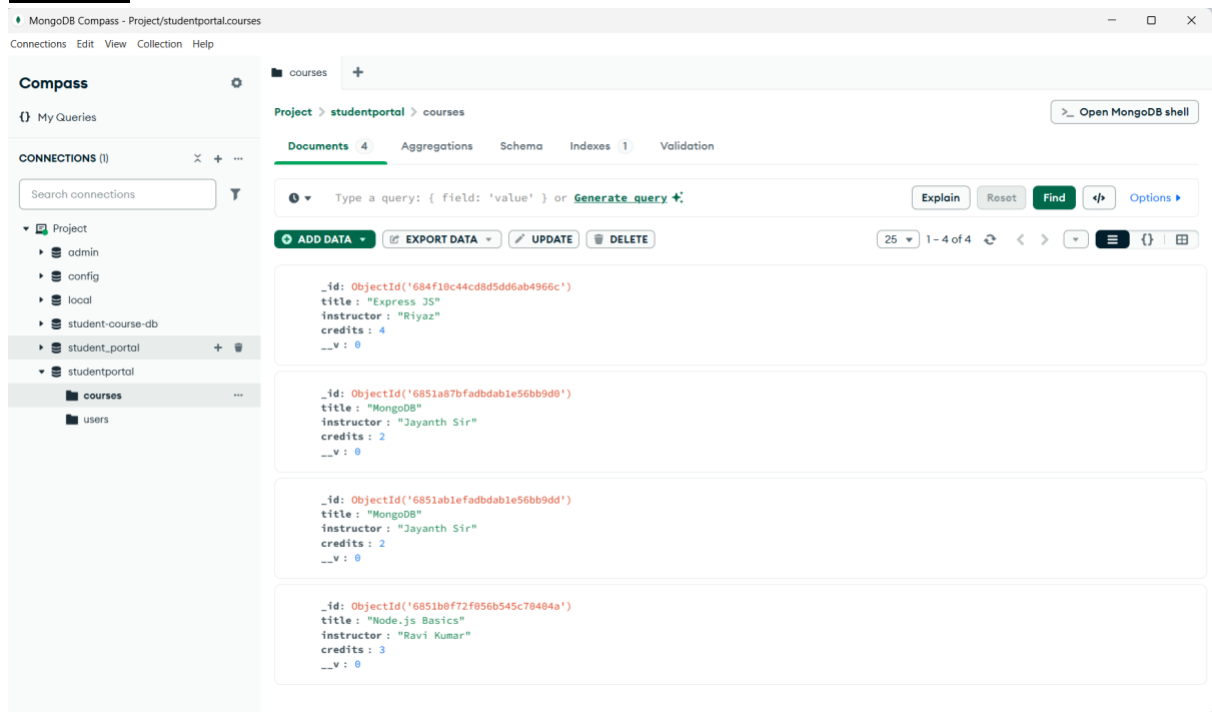 MongoDB Compass - Project/studentportal.courses
Connections Edit View Collection Help
Compass
{} My Queries
CONNECTIONS (1)
Search connections
Project
admin
config
local
student-course-db
student_portal
studentportal
courses
users
courses
Project > studentportal > courses
>_ Open MongoDB shell
Documents 4 Aggregations Schema Indexes 1 Validation
Type a query: { field: 'value' } or Generate query
Explain Reset Find </> Options
ADD DATA EXPORT DATA UPDATE DELETE
25 1 – 4 of 4 {}
_id: ObjectId('684f10c44cd8d5dd6ab4966c')
title : "Express JS"
instructor : "Riyaz"
credits : 4
__v : 0
_id: ObjectId('6851a87bfadbdab1e56bb9d0')
title : "MongoDB"
instructor : "Jayanth Sir"
credits : 2
__v : 0
_id: ObjectId('6851ab1efadbdab1e56bb9dd')
title : "MongoDB"
instructor : "Jayanth Sir"
credits : 2
__v : 0
_id: ObjectId('6851b0f72f056b545c70404a')
title : "Node.js Basics"
instructor : "Ravi Kumar"
credits : 3
__v : 0